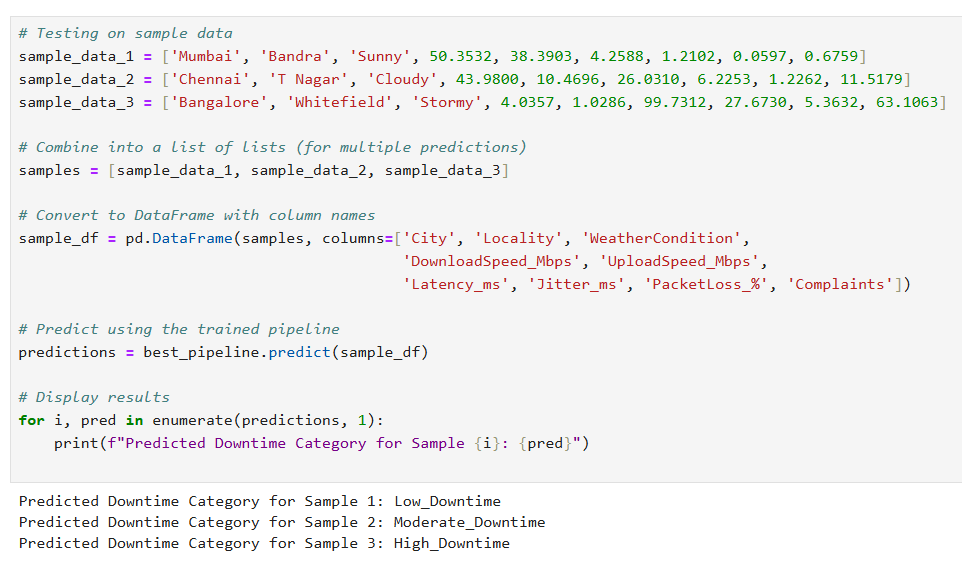 # Testing on sample data
sample_data_1 = ['Mumbai', 'Bandra', 'Sunny', 50.3532, 38.3903, 4.2588, 1.2102, 0.0597, 0.6759]
sample_data_2 = ['Chennai', 'T Nagar', 'Cloudy', 43.9800, 10.4696, 26.0310, 6.2253, 1.2262, 11.5179]
sample_data_3 = ['Bangalore', 'Whitefield', 'Stormy', 4.0357, 1.0286, 99.7312, 27.6730, 5.3632, 63.1063]
# Combine into a list of lists (for multiple predictions)
samples = [sample_data_1, sample_data_2, sample_data_3]
# Convert to DataFrame with column names
sample_df = pd.DataFrame(samples, columns=['City', 'Locality', 'WeatherCondition',
'DownloadSpeed_Mbps', 'UploadSpeed_Mbps',
'Latency_ms', 'Jitter_ms', 'PacketLoss_%', 'Complaints'])
# Predict using the trained pipeline
predictions = best_pipeline.predict(sample_df)
# Display results
for i, pred in enumerate(predictions, 1):
print(f"Predicted Downtime Category for Sample {i}: {pred}")
Predicted Downtime Category for Sample 1: Low_Downtime
Predicted Downtime Category for Sample 2: Moderate_Downtime
Predicted Downtime Category for Sample 3: High_Downtime